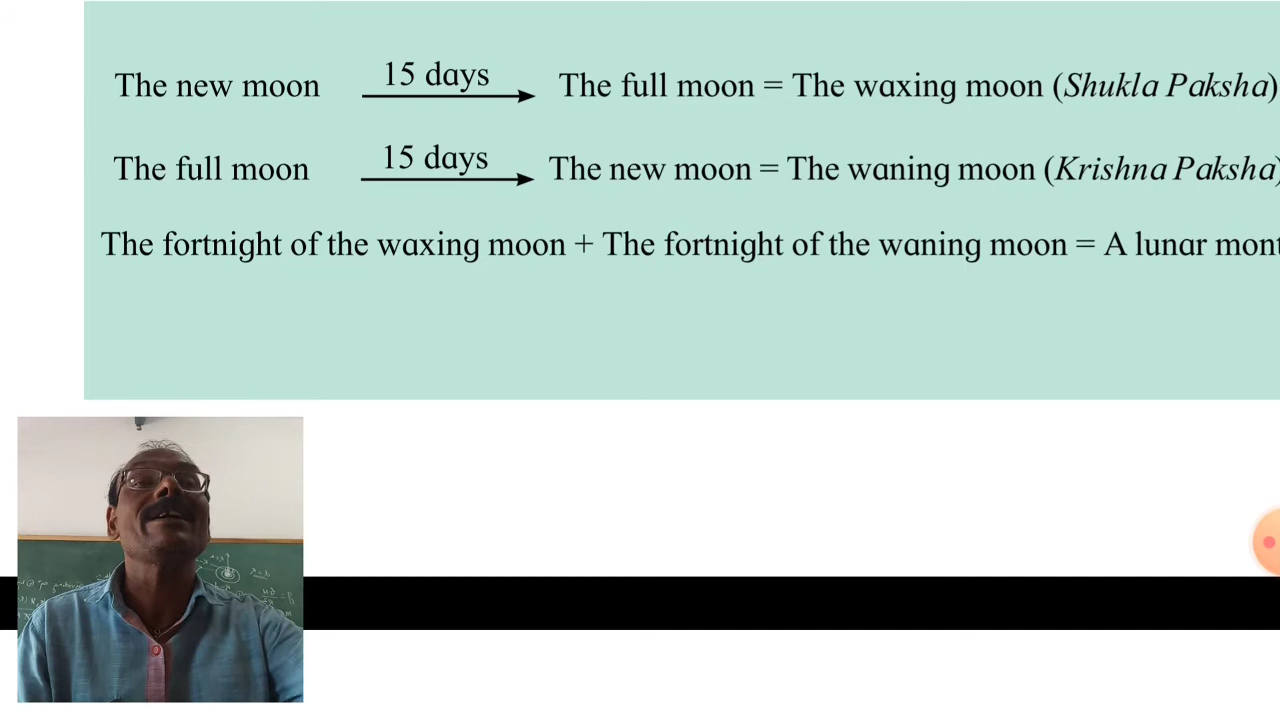 The new moon 15 days The full moon = The waxing moon (Shukla Paksha)
The full moon 15 days The new moon = The waning moon (Krishna Paksha)
The fortnight of the waxing moon + The fortnight of the waning moon = A lunar mont